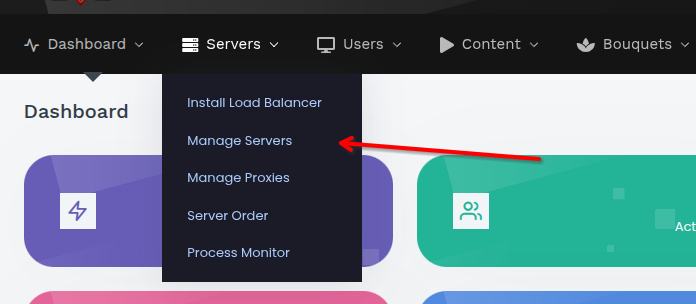 Dashboard
Servers
Users
Content
Bouquets
Dashboard
Install Load Balancer
Manage Servers
Manage Proxies
Server Order
Process Monitor
Act